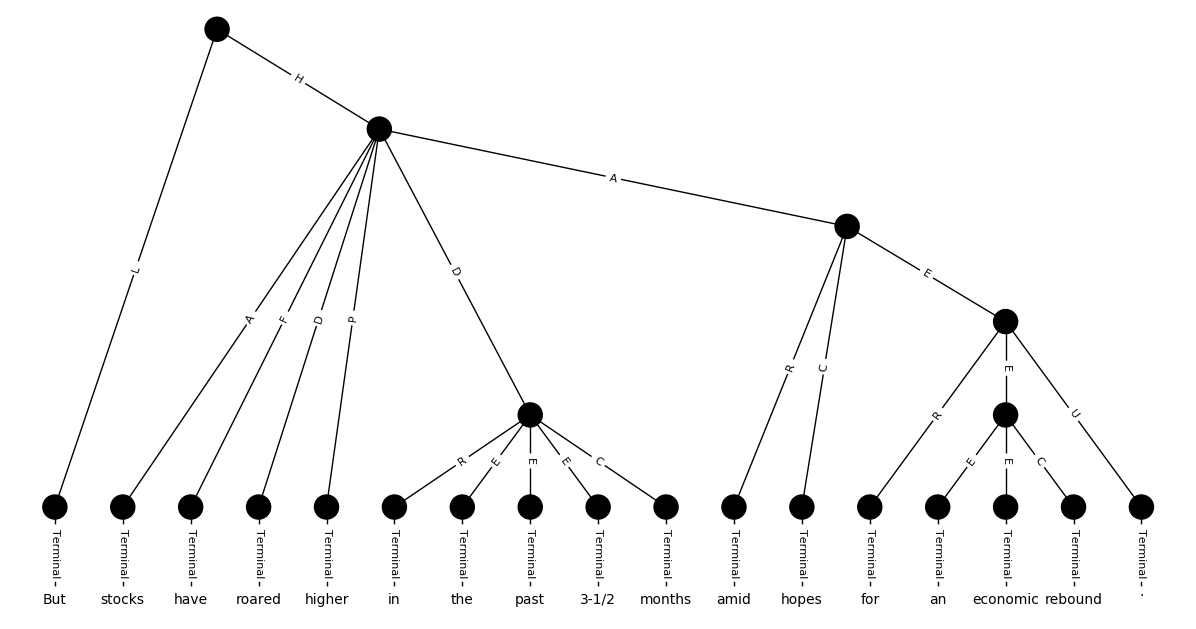 H
A
L
D
E
A
F
D
P
R
C
E
R
U
R
E
E
E
C
E
E
C
Terminal Terminal Terminal Terminal Terminal Terminal Terminal Terminal Terminal Terminal Terminal Terminal Terminal Terminal Terminal Terminal Terminal
But stocks have roared higher in the past 3-1/2 months amid hopes for an economic rebound .